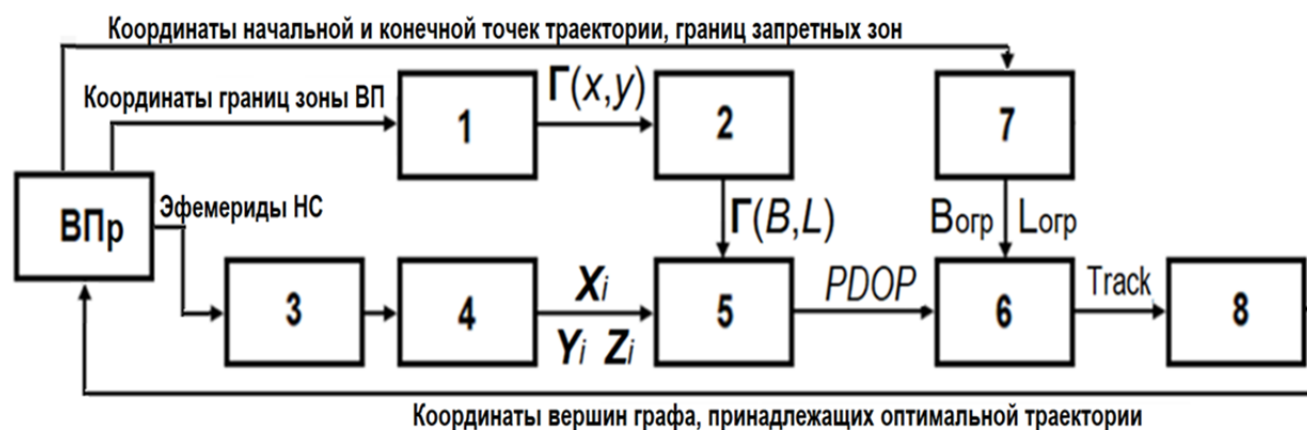 Координаты начальной и конечной точек траектории, границ запретных зон
Координаты границ зоны ВП
Γ(x,y)
1
2
7
ВПр
Эфемериды НС
Γ(B,L)
Bогр Lогр
3
4
Xi
Yi Zi
5
PDOP
6
Track
8
Координаты вершин графа, принадлежащих оптимальной траектории